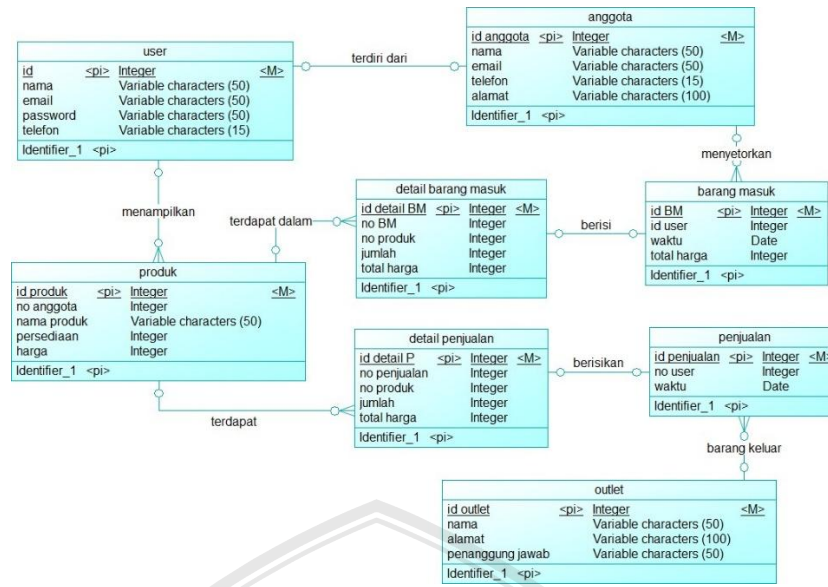 anggota
id anggota <pi> Integer <M>
nama Variable characters (50)
email Variable characters (50)
telefon Variable characters (15)
alamat Variable characters (100)
Identifier_1 <pi>
user
id <pi> Integer <M>
nama Variable characters (50)
email Variable characters (50)
password Variable characters (50)
telefon Variable characters (15)
Identifier_1 <pi>
terdiri dari
menyetorkan
menampilkan
terdapat dalam
detail barang masuk
id detail BM <pi> Integer <M>
no BM Integer
no produk Integer
jumlah Integer
total harga Integer
Identifier_1 <pi>
berisi
barang masuk
id BM <pi> Integer <M>
id user Integer
waktu Date
total harga Integer
Identifier_1 <pi>
produk
id produk <pi> Integer <M>
no anggota Integer
nama produk Variable characters (50)
persediaan Integer
harga Integer
Identifier_1 <pi>
terdapat
detail penjualan
id detail P <pi> Integer <M>
no penjualan Integer
no produk Integer
jumlah Integer
total harga Integer
Identifier_1 <pi>
berisikan
penjualan
id penjualan <pi> Integer <M>
no user Integer
waktu Date
Identifier_1 <pi>
barang keluar
outlet
id outlet <pi> Integer <M>
nama Variable characters (50)
alamat Variable characters (100)
penanggung jawab Variable characters (50)
Identifier_1 <pi>